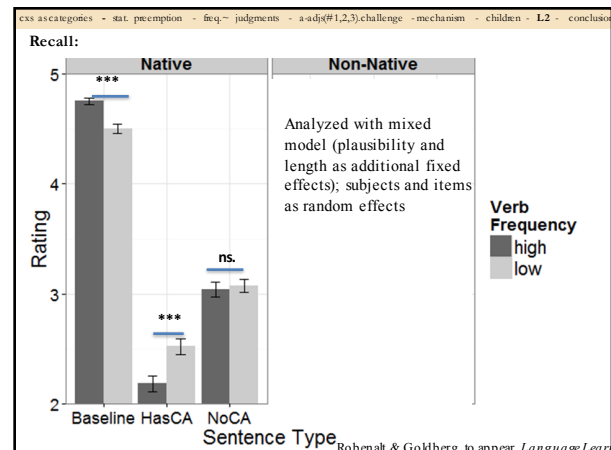 cxs as categories - stat. preemption - freq.~ judgments - a-adjs(#1,2,3).challenge - mechanism - children - L2 - conclusion
Recall:
Native
Non-Native
5
4
3
2
Rating
***
***
ns.
Analyzed with mixed
model (plausibility and
length as additional fixed
effects); subjects and items
as random effects
Verb
Frequency
high
low
Baseline HasCA NoCA
Sentence Type
Robenalt & Goldberg, to appear, Language Learn